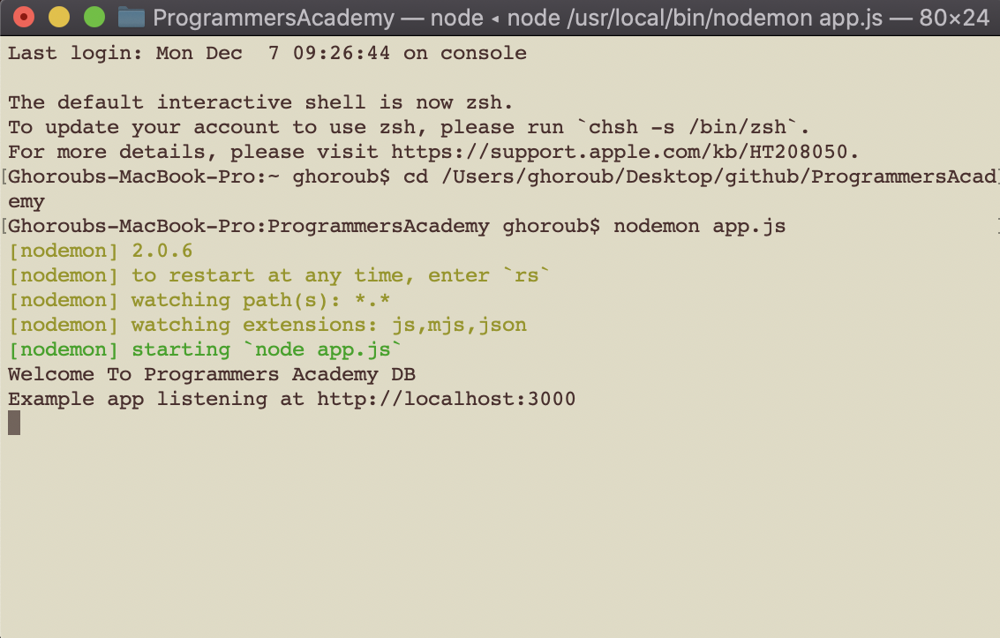 ProgrammersAcademy — node ◂ node /usr/local/bin/nodemon app.js — 80×24
Last login: Mon Dec  7 09:26:44 on console
The default interactive shell is now zsh.
To update your account to use zsh, please run `chsh -s /bin/zsh`.
For more details, please visit https://support.apple.com/kb/HT208050.
[Ghoroubs-MacBook-Pro:~ ghoroub$ cd /Users/ghoroub/Desktop/github/ProgrammersAcad]
emy
[Ghoroubs-MacBook-Pro:ProgrammersAcademy ghoroub$ nodemon app.js ]
[nodemon] 2.0.6
[nodemon] to restart at any time, enter `rs`
[nodemon] watching path(s): *.*
[nodemon] watching extensions: js,mjs,json
[nodemon] starting `node app.js`
Welcome To Programmers Academy DB
Example app listening at http://localhost:3000